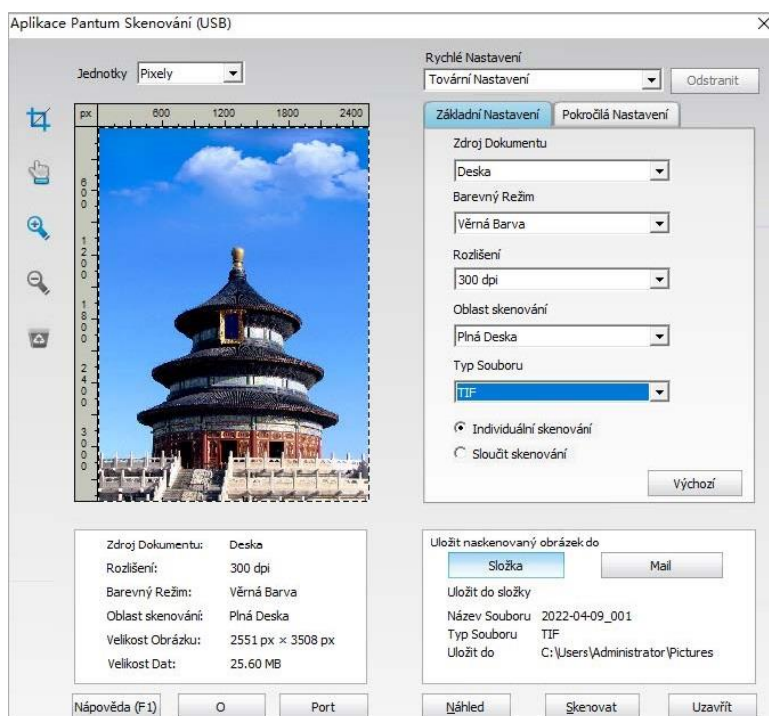 Aplikace Pantum Skenování (USB)
Jednotky Pixely
Rychlé Nastavení
Tovární Nastavení
Odstranit
px 600 1200 1800 2400
600
1200
1800
2400
3000
Základní Nastavení
Pokročilá Nastavení
Zdroj Dokumentu
Deska
Barevný Režim
Věrná Barva
Rozlišení
300 dpi
Oblast skenování
Plná Deska
Typ Souboru
TIF
Individuální skenování
Sloučit skenování
Výchozí
Zdroj Dokumentu: Deska
Rozlišení: 300 dpi
Barevný Režim: Věrná Barva
Oblast skenování: Plná Deska
Velikost Obrázku: 2551 px × 3508 px
Velikost Dat: 25.60 MB
Uložit naskenovaný obrázek do
Složka
Mail
Uložit do složky
Název Souboru 2022-04-09_001
Typ Souboru TIF
Uložit do C:\Users\Administrator\Pictures
Nápověda (F1)
O
Port
Náhled
Skenovat
Uzavřít